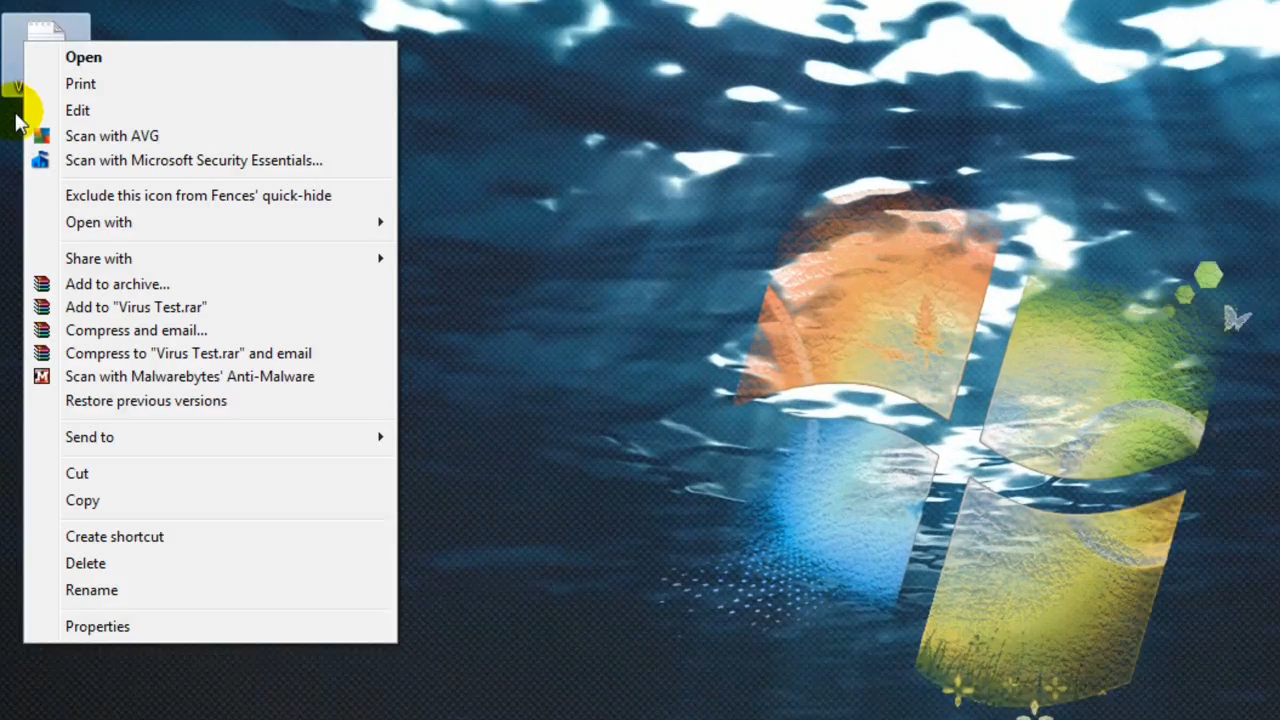 Open
Print
Edit
Scan with AVG
Scan with Microsoft Security Essentials...
Exclude this icon from Fences' quick-hide
Open with
Share with
Add to archive...
Add to "Virus Test.rar"
Compress and email...
Compress to "Virus Test.rar" and email
Scan with Malwarebytes' Anti-Malware
Restore previous versions
Send to
Cut
Copy
Create shortcut
Delete
Rename
Properties